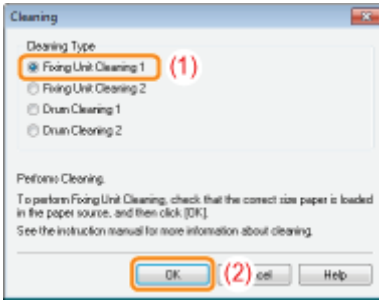 Cleaning
Cleaning Type
Fixing Unit Cleaning 1
(1)
Fixing Unit Cleaning 2
Drum Cleaning 1
Drum Cleaning 2
Performs Cleaning.
To perform Fixing Unit Cleaning, check that the correct size paper is loaded
in the paper source, and then click [OK].
See the instruction manual for more information about cleaning.
OK (2) cel Help